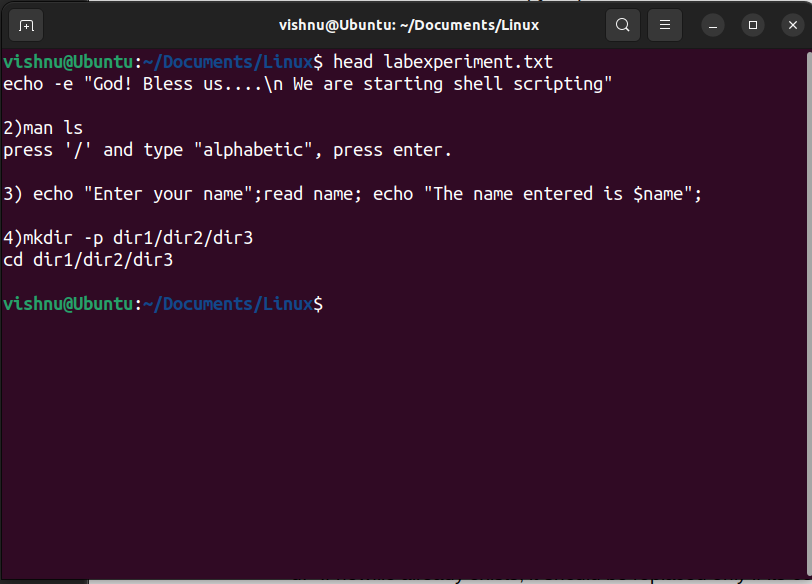 vishnu@Ubuntu: ~/Documents/Linux
vishnu@Ubuntu:~/Documents/Linux$ head labexperiment.txt
echo -e "God! Bless us....\n We are starting shell scripting"
2)man ls
press '/' and type "alphabetic", press enter.
3) echo "Enter your name";read name; echo "The name entered is $name";
4)mkdir -p dir1/dir2/dir3
cd dir1/dir2/dir3
vishnu@Ubuntu:~/Documents/Linux$